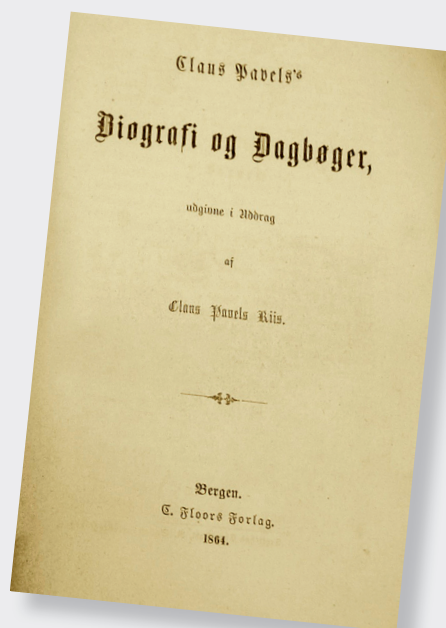 Claus Pavels's
Biografi og Dagbøger,
udgivne i Uddrag
af
Claus Pavels Riis.
Bergen.
C. Floors Forlag.
1864.